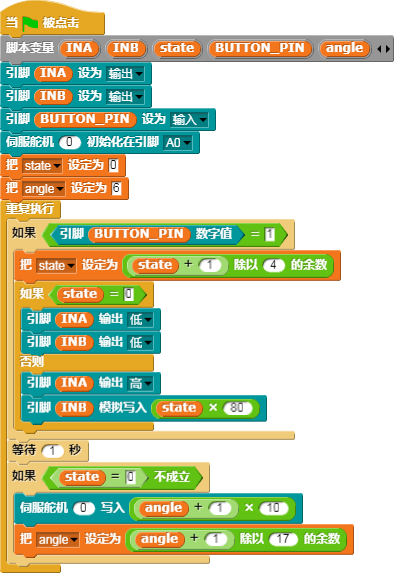 当 被点击
脚本变量 INA INB state BUTTON_PIN angle
引脚 INA 设为 输出
引脚 INB 设为 输出
引脚 BUTTON_PIN 设为 输入
伺服舵机 0 初始化在引脚 A0
把 state 设定为 0
把 angle 设定为 6
重复执行
如果 引脚 BUTTON_PIN 数字值 = 1
把 state 设定为 state + 1 除以 4 的余数
如果 state = 0
引脚 INA 输出 低
引脚 INB 输出 低
否则
引脚 INA 输出 高
引脚 INB 模拟写入 state × 80
等待 1 秒
如果 state = 0 不成立
伺服舵机 0 写入 angle + 1 × 10
把 angle 设定为 angle + 1 除以 17 的余数